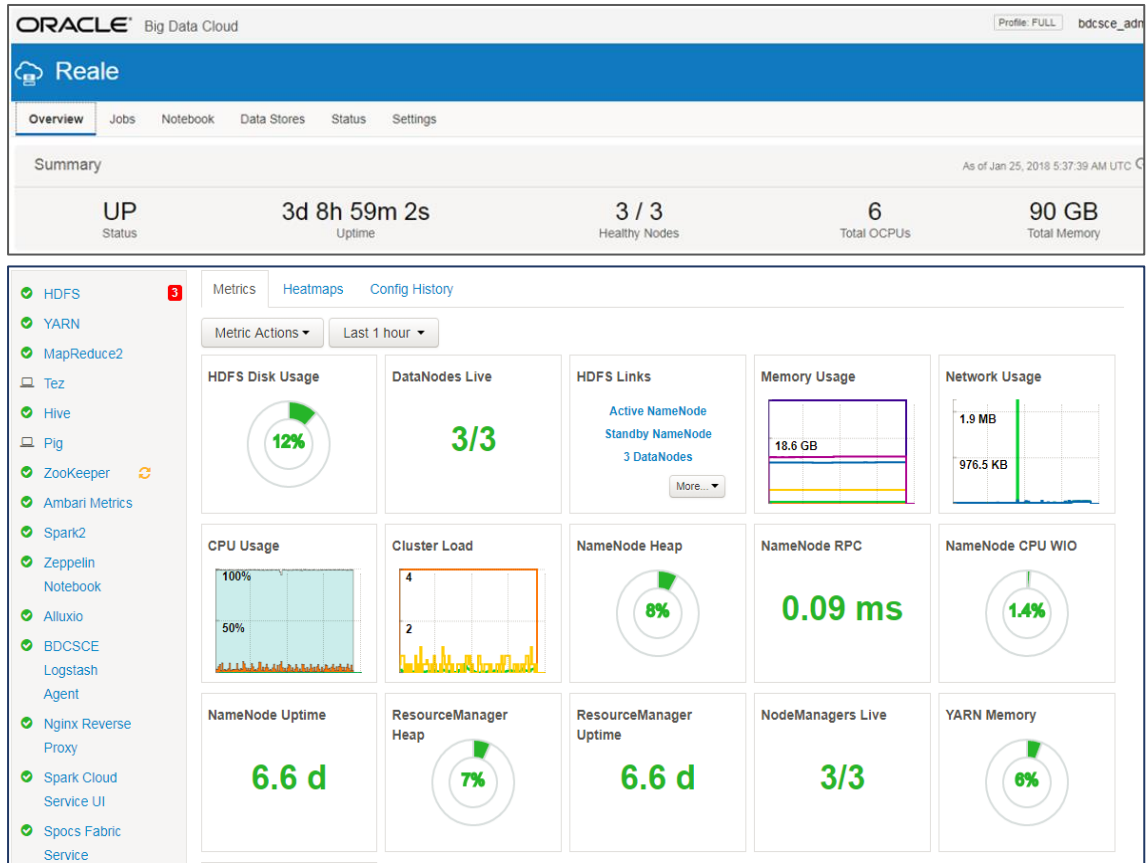 ORACLE® Big Data Cloud
Profile: FULL
bdcsce_adm
Reale
Overview
Jobs
Notebook
Data Stores
Status
Settings
Summary
As of Jan 25, 2018 5:37:39 AM UTC
UP
Status
3d 8h 59m 2s
Uptime
3 / 3
Healthy Nodes
6
Total OCPUs
90 GB
Total Memory
HDFS
3
YARN
MapReduce2
Tez
Hive
Pig
ZooKeeper
Ambari Metrics
Spark2
Zeppelin
Notebook
Alluxio
BDCSCE
Logstash
Agent
Nginx Reverse
Proxy
Spark Cloud
Service UI
Spocs Fabric
Service
Metrics
Heatmaps
Config History
Metric Actions
Last 1 hour
HDFS Disk Usage
12%
DataNodes Live
3/3
HDFS Links
Active NameNode
Standby NameNode
3 DataNodes
More...
Memory Usage
18.6 GB
Network Usage
1.9 MB
976.5 KB
CPU Usage
100%
50%
Cluster Load
4
2
NameNode Heap
8%
NameNode RPC
0.09 ms
NameNode CPU WIO
1.4%
NameNode Uptime
6.6 d
ResourceManager
Heap
7%
ResourceManager
Uptime
6.6 d
NodeManagers Live
3/3
YARN Memory
6%